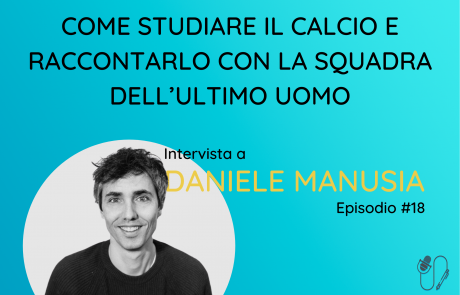 COME STUDIARE IL CALCIO E
RACCONTARLO CON LA SQUADRA
DELL’ULTIMO UOMO
Intervista a
DANIELE MANUSIA
Episodio #18